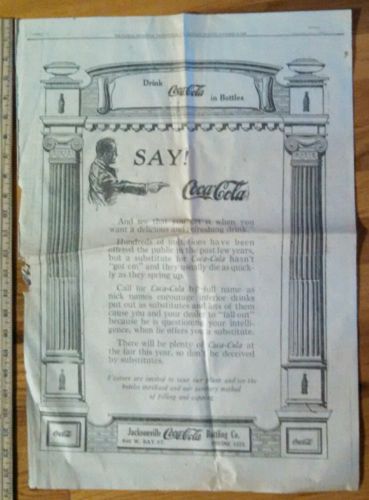 Drink Coca-Cola in Bottles
SAY!
Coca-Cola
And see that you get it when you
want a delicious and refreshing drink.
Hundreds of imitations have been
offered the public in the past few years,
but a substitute for Coca-Cola hasn't
"got em" and they usually die as quick-
ly as they spring up.
Call for Coca-Cola by full name as
nick names encourage inferior drinks
put out as substitutes and any of them
cause you and your dealer to "fall out"
because he is questioning your intelli-
gence, when he offers you a substitute.
There will be plenty of Coca-Cola at
the fair this year, so don't be deceived
by substitutes.
Visitors are invited to visit our plant and see the
bottles sterilized and our sanitary method
of filling and capping.
Coca-Cola
Jacksonville Coca-Cola Bottling Co.
W. BAY ST. PHONE
Coca-Cola